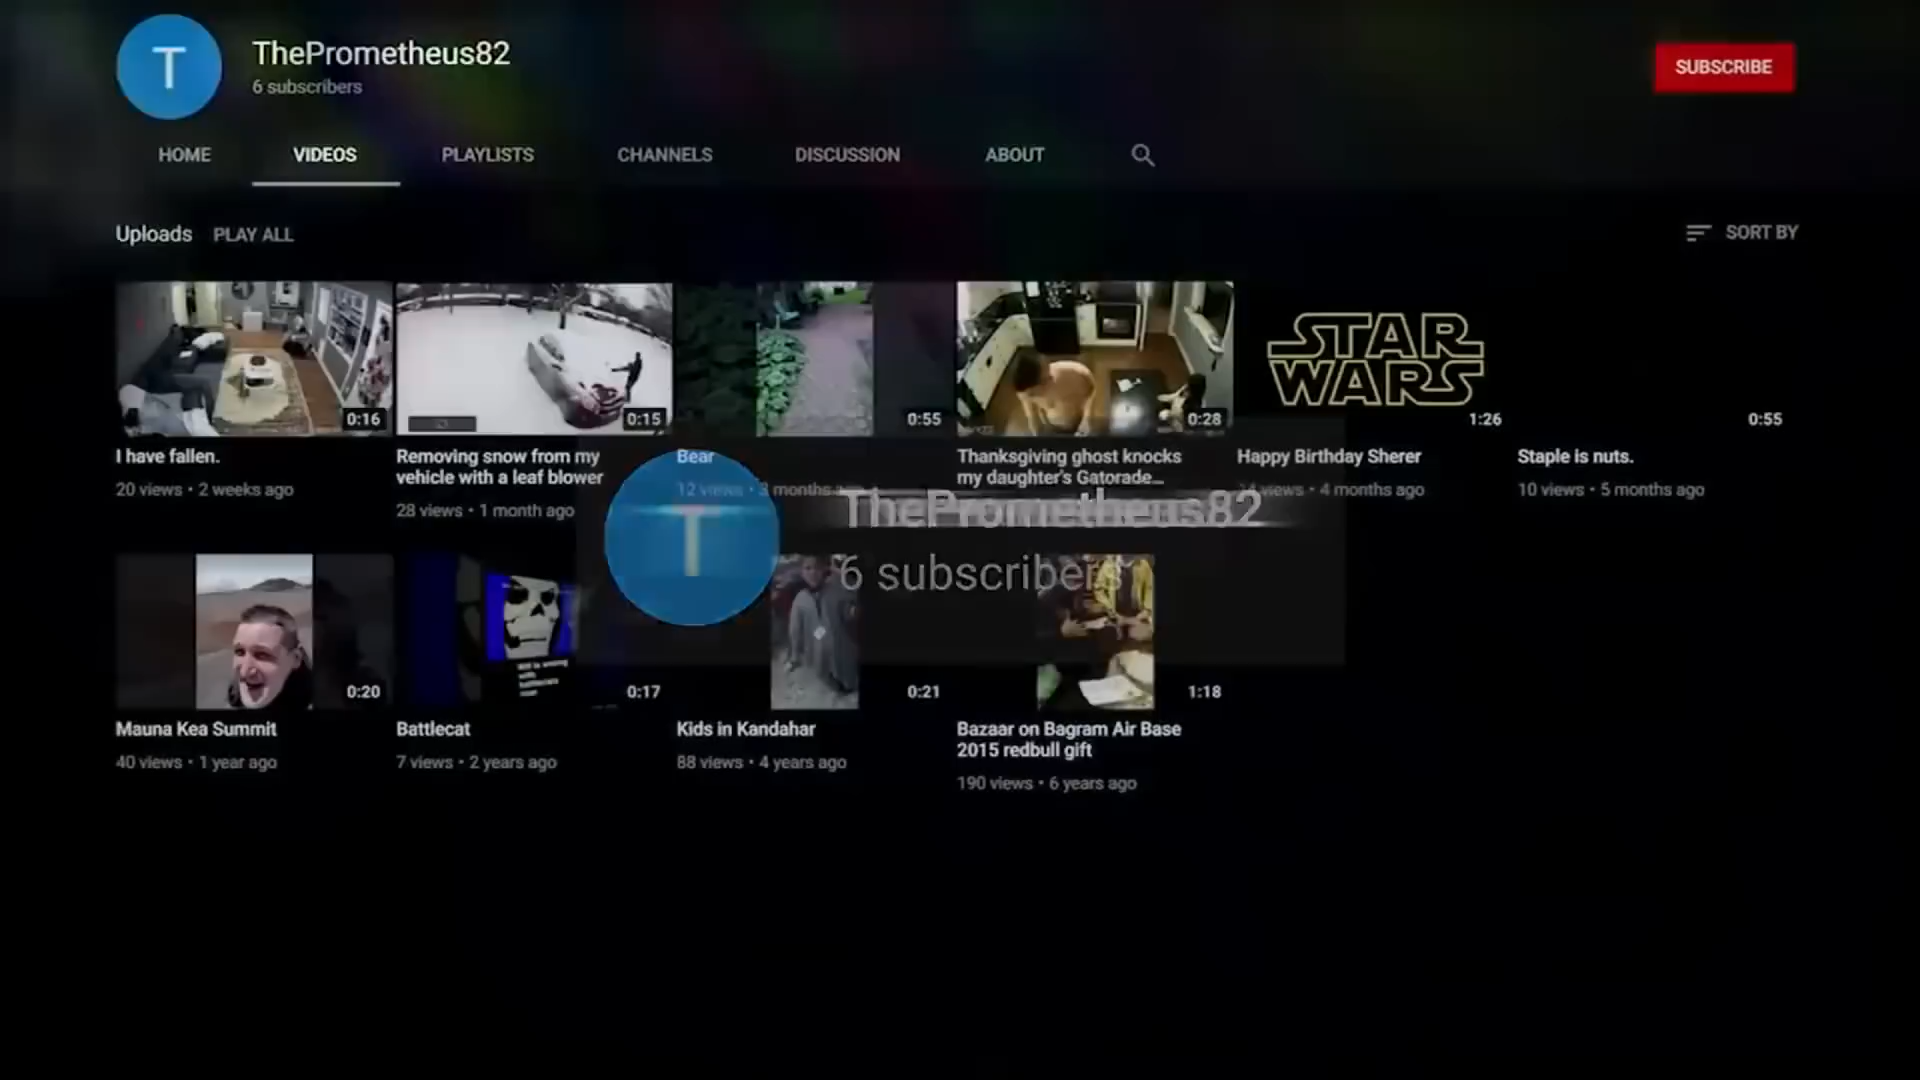 T
ThePrometheus82
6 subscribers
SUBSCRIBE
HOME
VIDEOS
PLAYLISTS
CHANNELS
DISCUSSION
ABOUT
Uploads
PLAY ALL
SORT BY
0:16
0:15
0:55
0:28
STAR
WARS
1:26
0:55
I have fallen.
20 views • 2 weeks ago
Removing snow from my
vehicle with a leaf blower
28 views • 1 month ago
Bear
12 views • 3 months
Thanksgiving ghost knocks
my daughter's Gatorade...
Happy Birthday Sherer
views • 4 months ago
Staple is nuts.
10 views • 5 months ago
T
ThePrometheus82
6 subscribers
0:20
0:17
0:21
1:18
Mauna Kea Summit
40 views • 1 year ago
Battlecat
7 views • 2 years ago
Kids in Kandahar
88 views • 4 years ago
Bazaar on Bagram Air Base
2015 redbull gift
190 views • 6 years ago